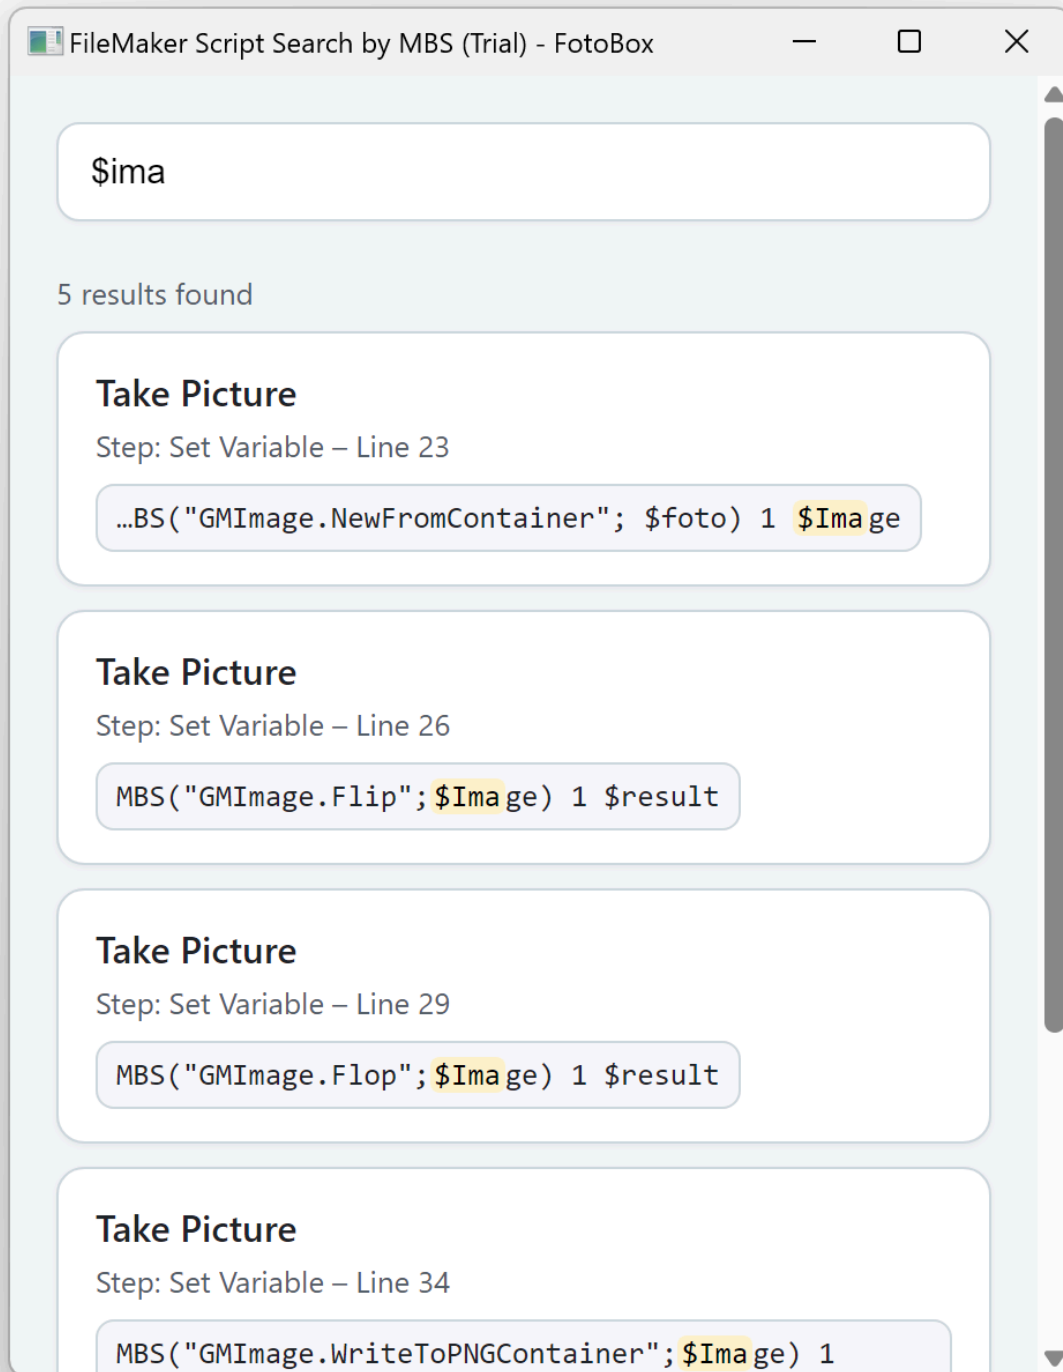 FileMaker Script Search by MBS (Trial) - FotoBox
$ima
5 results found
Take Picture
Step: Set Variable – Line 23
…BS("GMImage.NewFromContainer"; $foto) 1 $Image
Take Picture
Step: Set Variable – Line 26
MBS("GMImage.Flip";$Image) 1 $result
Take Picture
Step: Set Variable – Line 29
MBS("GMImage.Flop";$Image) 1 $result
Take Picture
Step: Set Variable – Line 34
MBS("GMImage.WriteToPNGContainer";$Image) 1